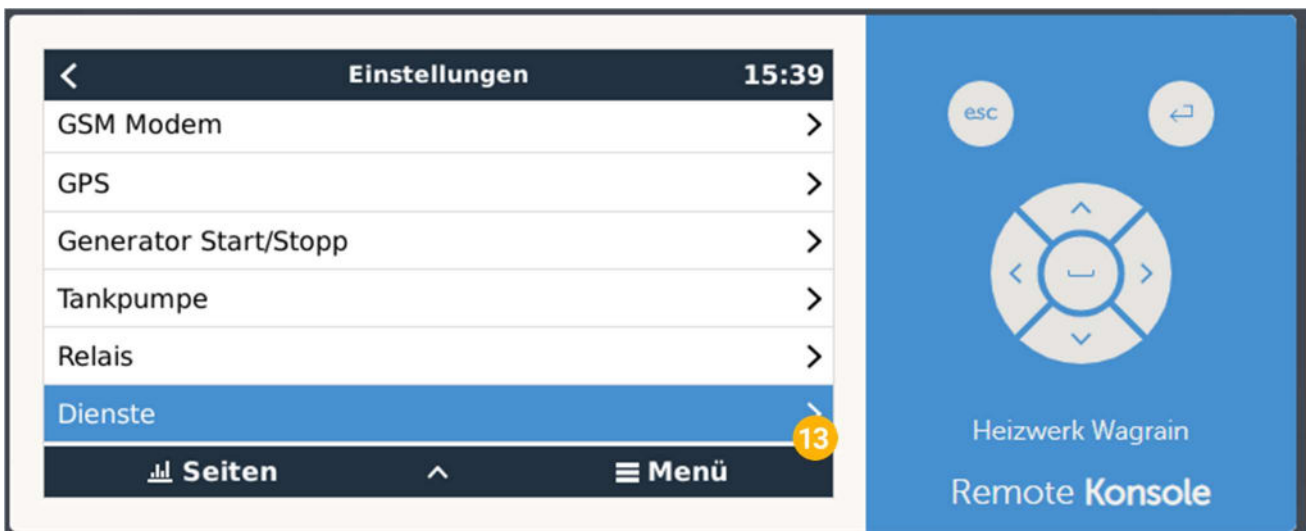 Einstellungen 15:39
GSM Modem
GPS
Generator Start/Stopp
Tankpumpe
Relais
Dienste
13
Seiten Menü
esc
Heizwerk Wagrain
Remote Konsole